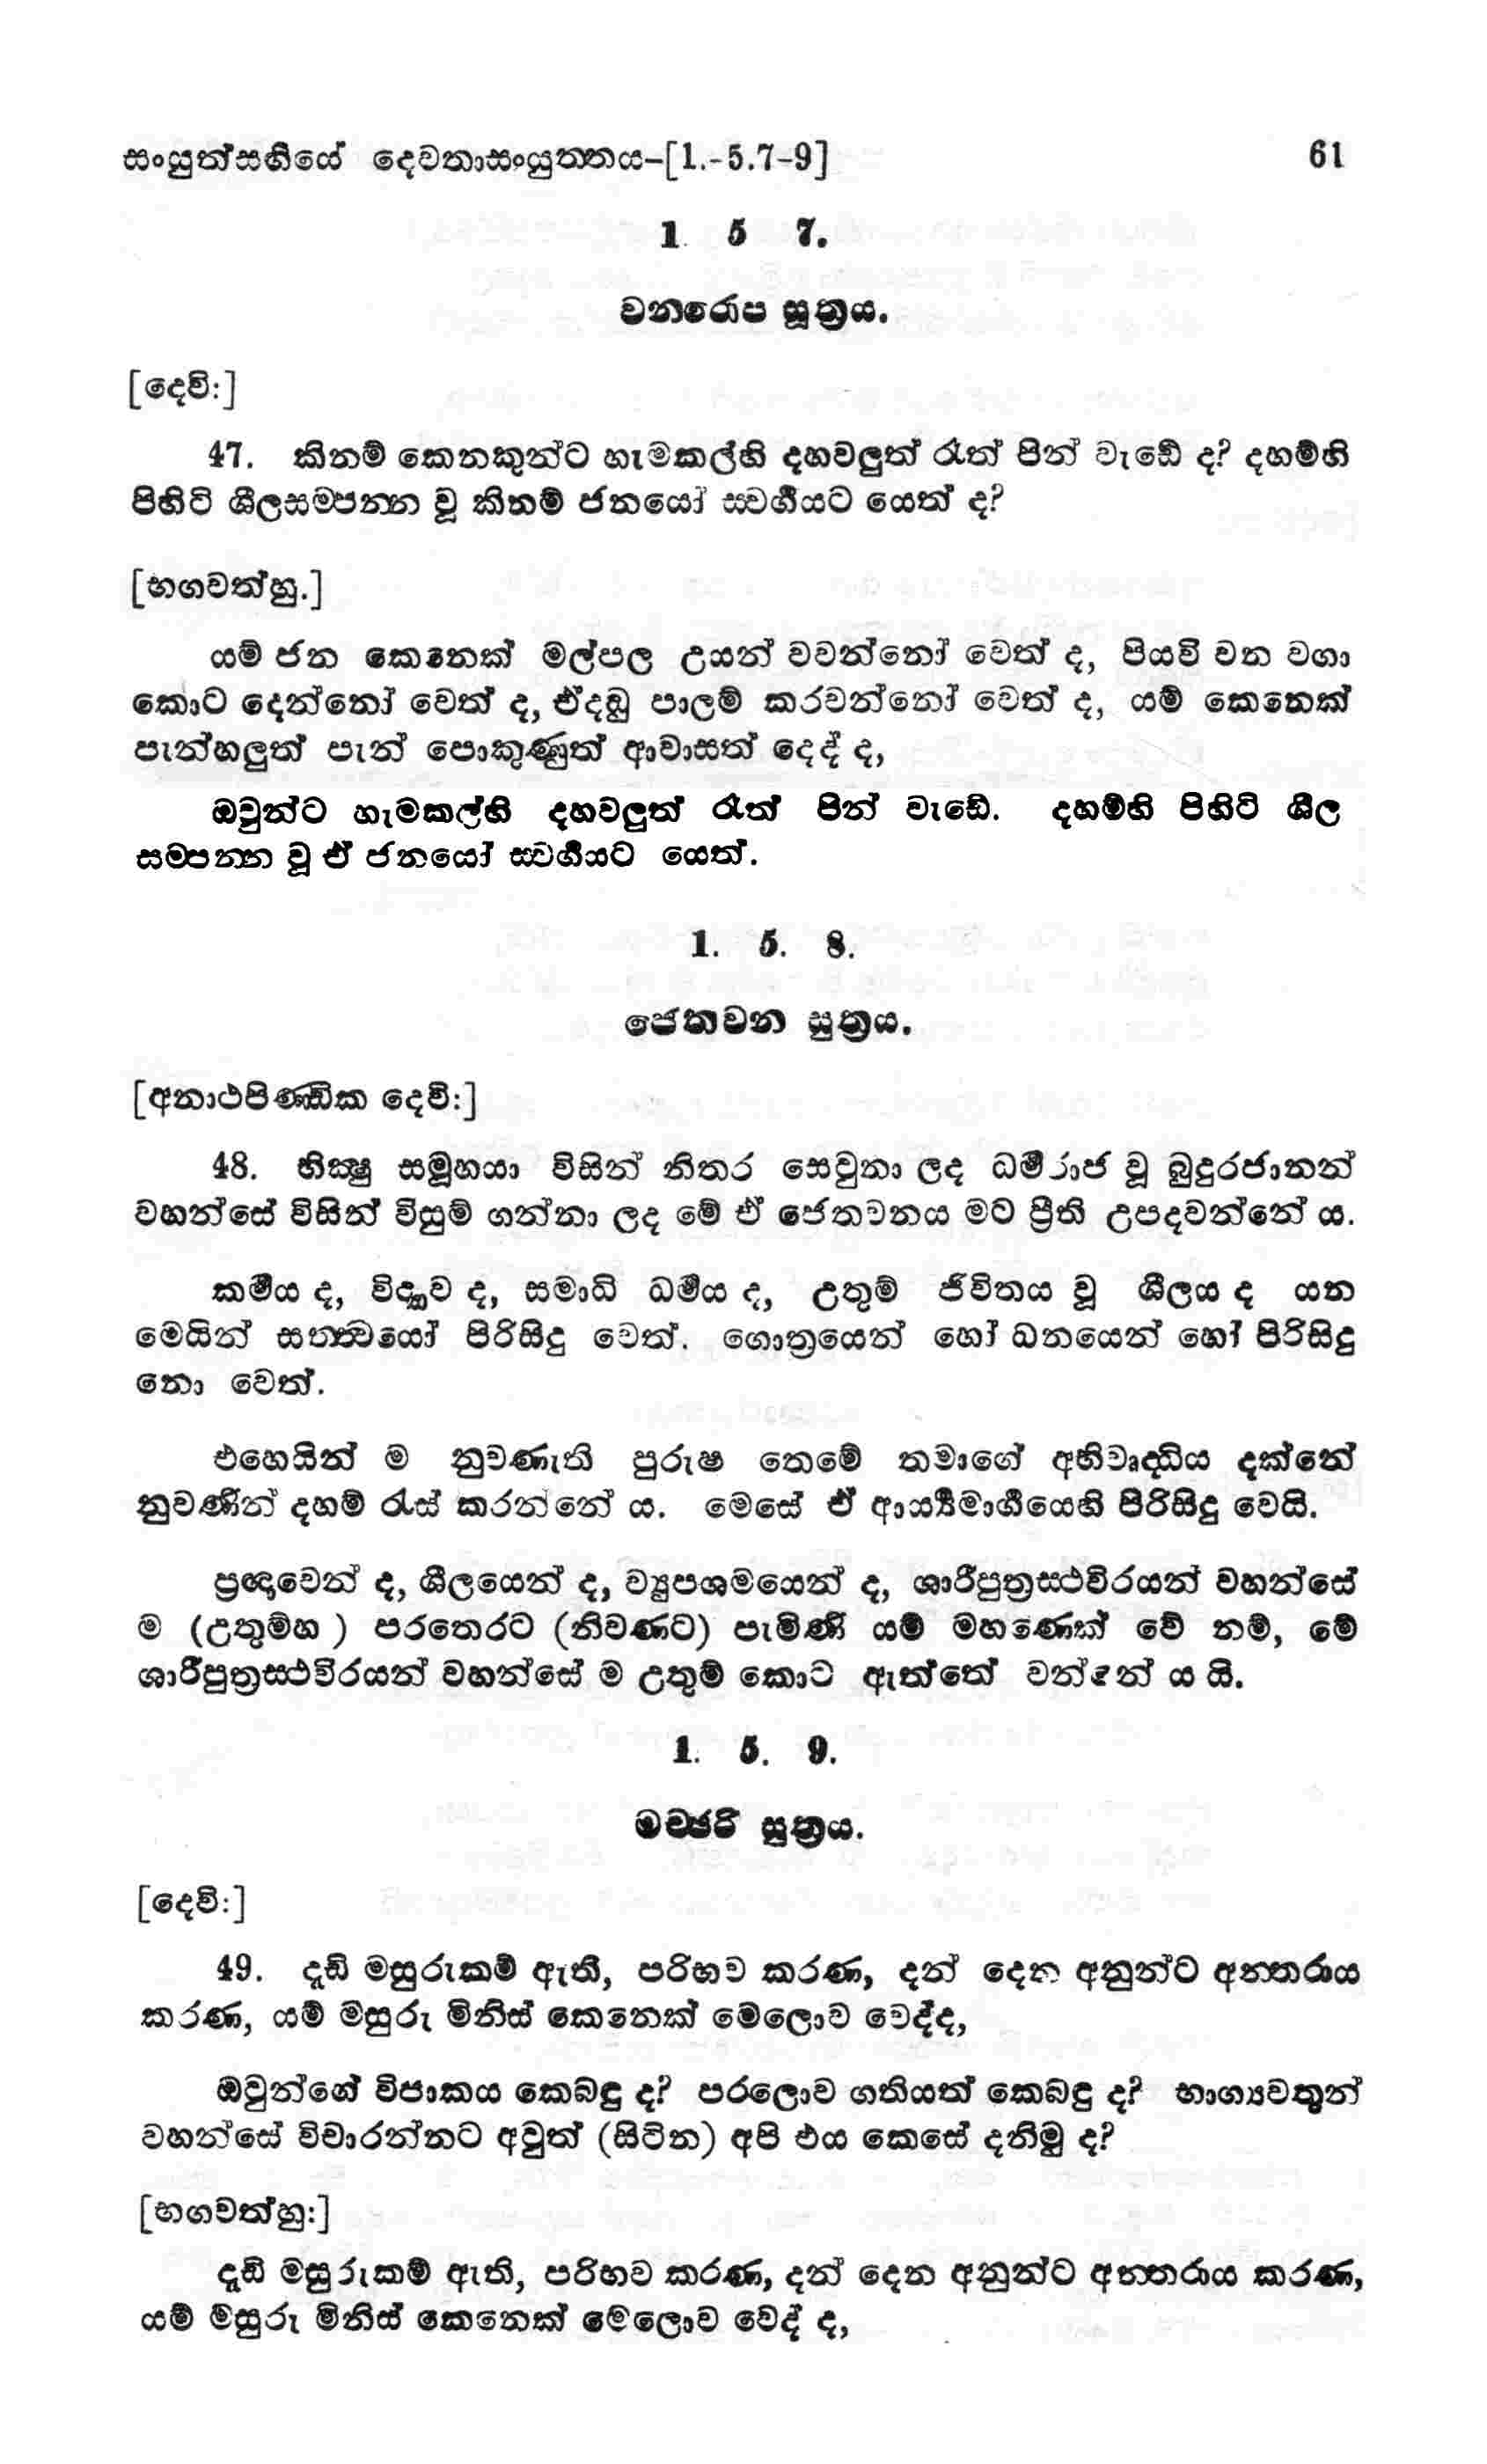 සංයුත්සඟියේ දෙවතාසංයුත්තය–[1.-5.7-9] 61
1 5 7.
වනරොප සූත්‍රය.
[දෙවි:]
47. කිනම් කෙනකුන්ට හැමකල්හි දහවලුත් රෑත් පින් වැඩේ ද? දහම්හි
පිහිටි ශීලසම්පන්න වූ කිනම් ජනයෝ ස්වර්‍ගයට යෙත් ද?
[භගවත්හු.]
යම් ජන කෙනෙක් මල්පල උයන් වවන්නෝ වෙත් ද, පියවි වන වගා
කොට දෙන්නෝ වෙත් ද, ඒදඬු පාලම් කරවන්නෝ වෙත් ද, යම් කෙනෙක්
පැන්හලුත් පැන් පොකුණුත් ආවාසත් දෙද් ද,
ඔවුන්ට හැමකල්හි දහවලුත් රෑත් පින් වැඩේ. දහම්හි පිහිටි ශීල
සම්පන්න වූ ඒ ජනයෝ ස්වර්‍ගයට යෙත්.
1. 5. 8.
ජෙතවන සුත්‍රය.
[අනාථපිණ්ඩික දෙවි:]
48. භික්‍ෂු සමූහයා විසින් නිතර සෙවුනා ලද ධර්‍මරාජ වූ බුදුරජානන්
වහන්සේ විසින් විසුම් ගන්නා ලද මේ ඒ ජෙතවනය මට ප්‍රීති උපදවන්නේ ය.
කර්‍මය ද, විද්‍යාව ද, සමාධි ධර්‍මය ද, උතුම් ජීවිතය වූ ශීලය ද යන
මෙයින් සත්ත්‍වයෝ පිරිසිදු වෙත්. ගොත්‍රයෙන් හෝ ධනයෙන් හෝ පිරිසිදු
නො වෙත්.
එහෙයින් ම නුවණැති පුරුෂ තෙමේ තමාගේ අභිවෘද්ධිය දක්නේ
නුවණින් දහම් රැස් කරන්නේ ය. මෙසේ ඒ ආර්‍ය්‍යමාර්‍ගයෙහි පිරිසිදු වෙයි.
ප්‍රඥාවෙන් ද, ශීලයෙන් ද, ව්‍යුපශමයෙන් ද, ශාරීපුත්‍රස්ථවිරයන් වහන්සේ
ම (උතුම්හ ) පරතෙරට (නිවණට) පැමිණි යම් මහණෙක් වේ නම්, මේ
ශාරීපුත්‍රස්ථවිරයන් වහන්සේ ම උතුම් කොට ඇත්තේ වන්නේ ය යි.
1. 5. 9.
මච්ඡරි සුත්‍රය.
[දෙවි:]
49. දැඩි මසුරුකම් ඇති, පරිභව කරණ, දන් දෙන අනුන්ට අන්තරාය
කරණ, යම් මසුරු මිනිස් කෙනෙක් මෙලොව වෙද්ද,
ඔවුන්ගේ විපාකය කෙබඳු ද? පරලොව ගතියත් කෙබඳු ද? භාග්‍යවතුන්
වහන්සේ විචාරන්නට අවුත් (සිටින) අපි එය කෙසේ දනිමු ද?
[භගවත්හු:]
දැඩි මසුරුකම් ඇති, පරිභව කරණ, දන් දෙන අනුන්ට අන්තරාය කරණ,
යම් මසුරු මිනිස් කෙනෙක් මෙලොව වෙද් ද,